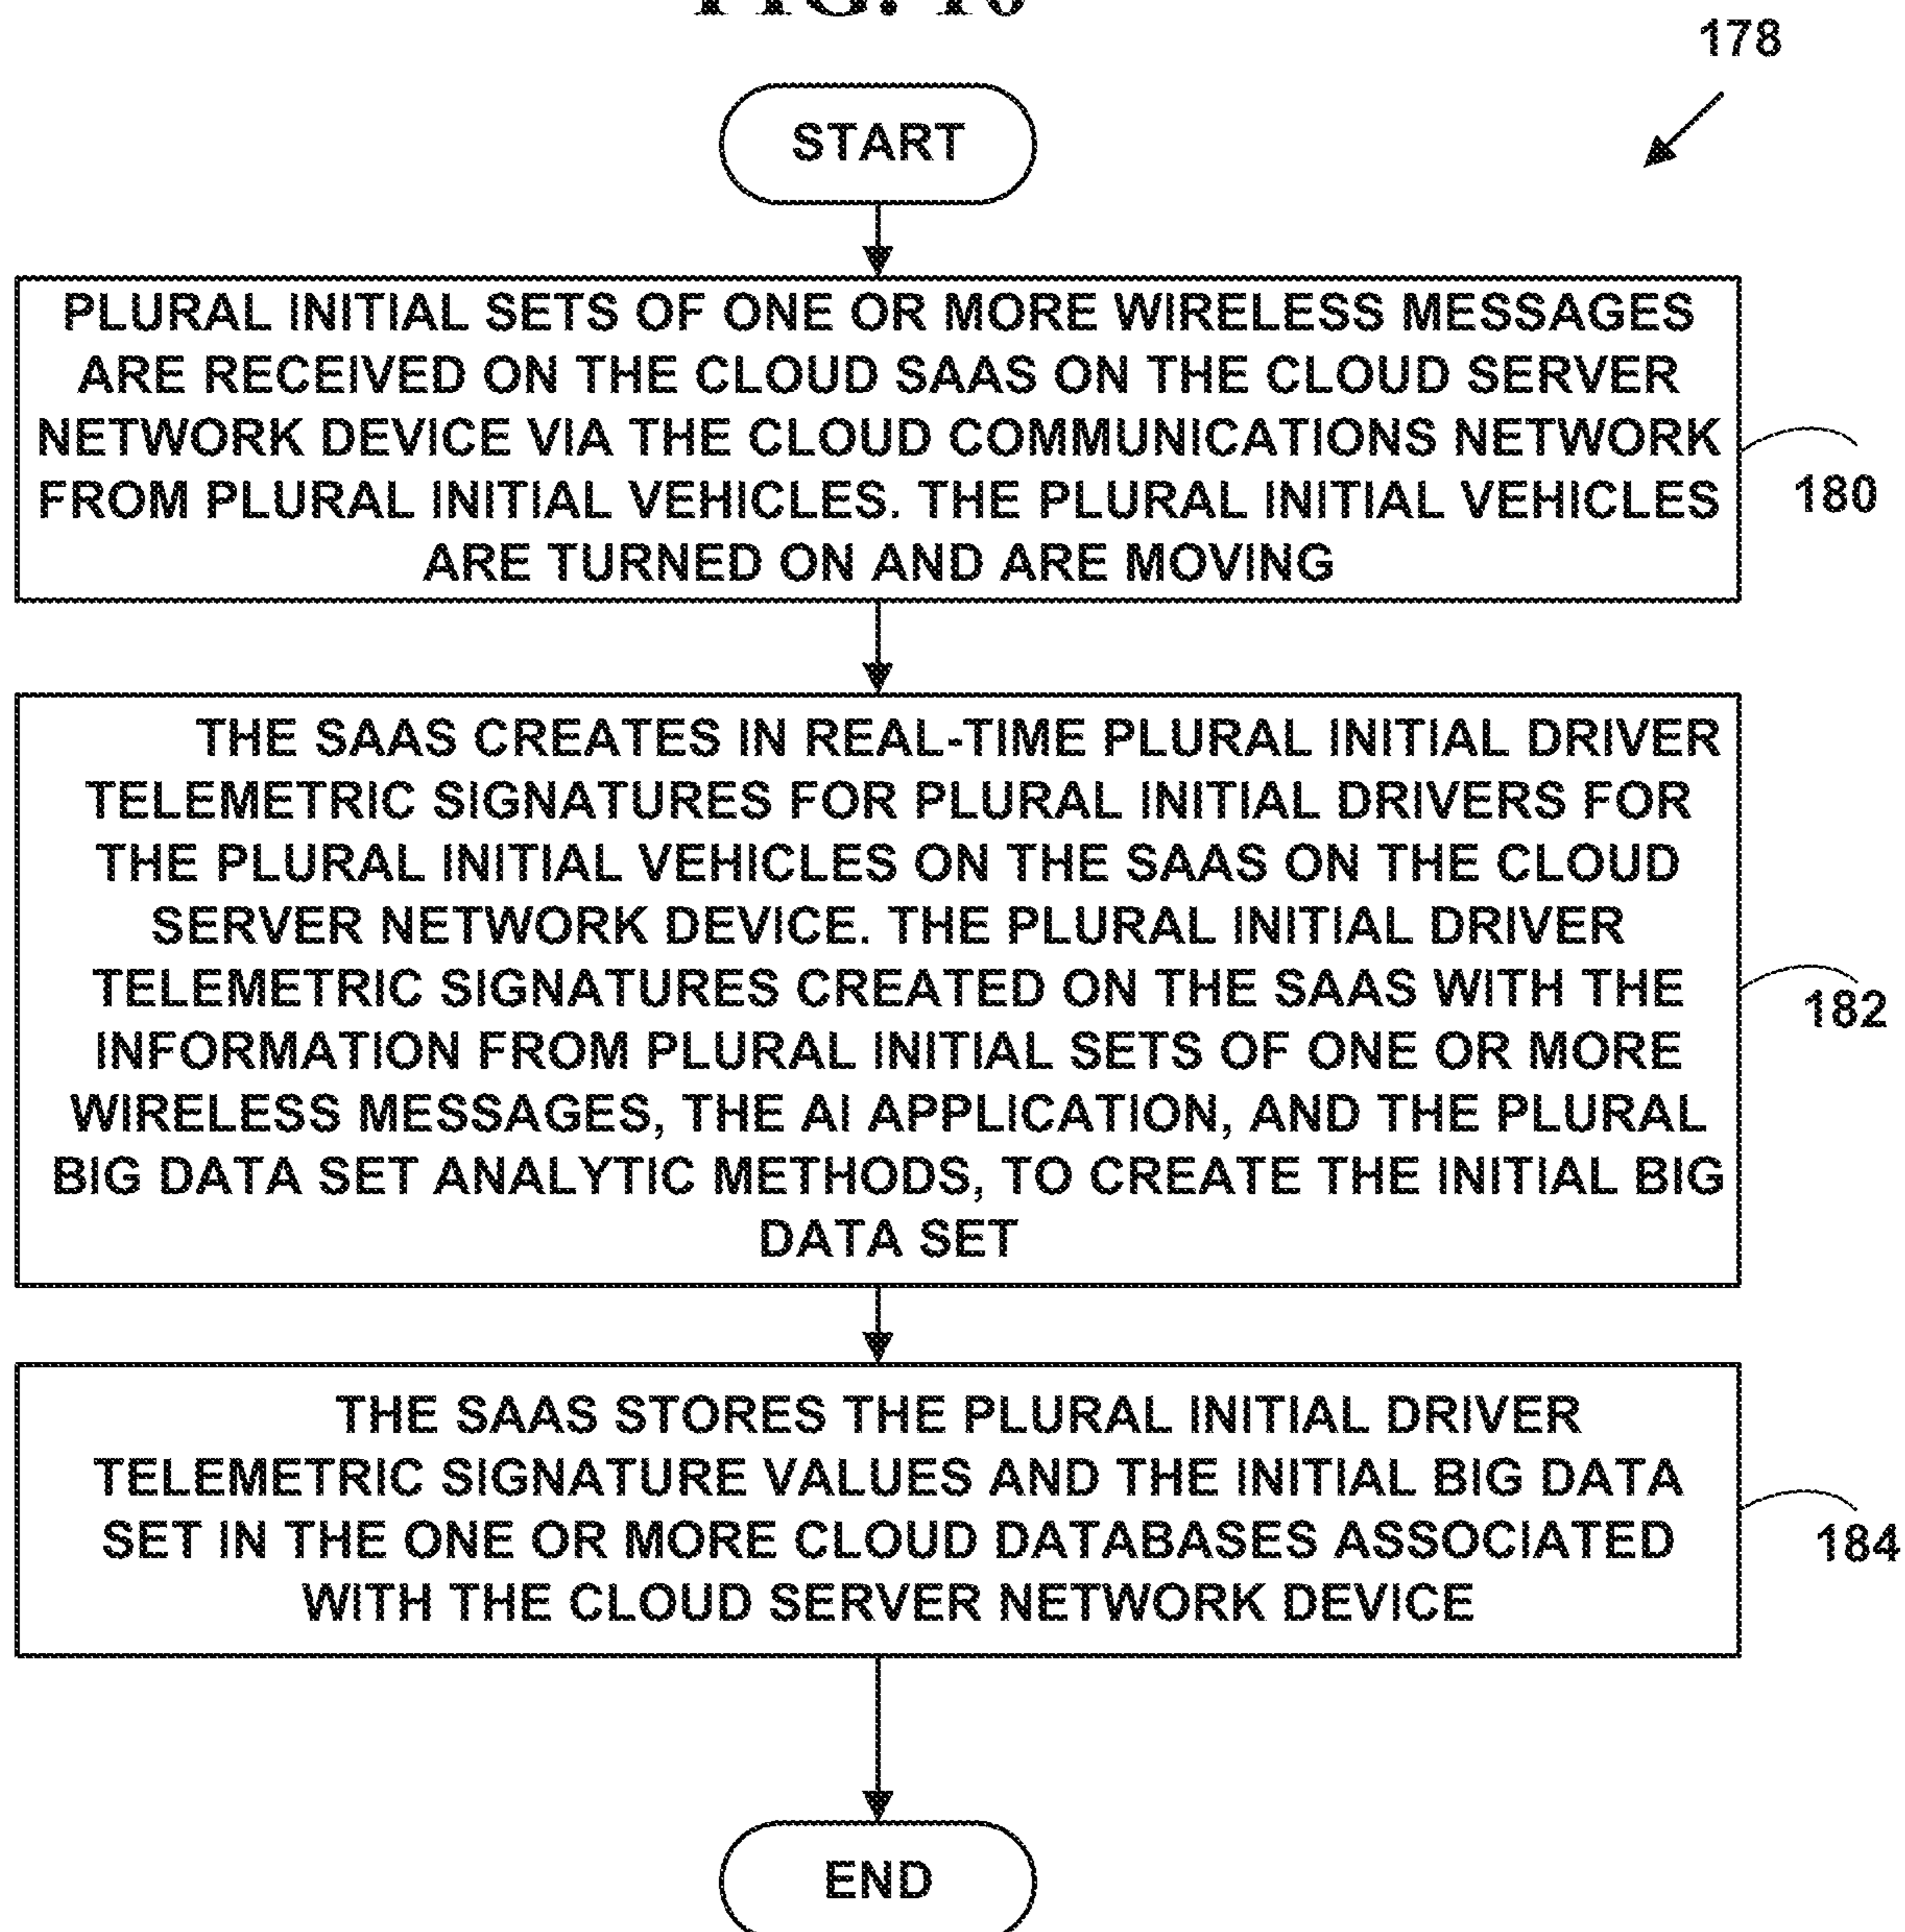 FIG. 10
178
START
PLURAL INITIAL SETS OF ONE OR MORE WIRELESS MESSAGES
ARE RECEIVED ON THE CLOUD SAAS ON THE CLOUD SERVER
NETWORK DEVICE VIA THE CLOUD COMMUNICATIONS NETWORK
FROM PLURAL INITIAL VEHICLES. THE PLURAL INITIAL VEHICLES
ARE TURNED ON AND ARE MOVING
180
THE SAAS CREATES IN REAL-TIME PLURAL INITIAL DRIVER
TELEMETRIC SIGNATURES FOR PLURAL INITIAL DRIVERS FOR
THE PLURAL INITIAL VEHICLES ON THE SAAS ON THE CLOUD
SERVER NETWORK DEVICE. THE PLURAL INITIAL DRIVER
TELEMETRIC SIGNATURES CREATED ON THE SAAS WITH THE
INFORMATION FROM PLURAL INITIAL SETS OF ONE OR MORE
WIRELESS MESSAGES, THE AI APPLICATION, AND THE PLURAL
BIG DATA SET ANALYTIC METHODS, TO CREATE THE INITIAL BIG
DATA SET
182
THE SAAS STORES THE PLURAL INITIAL DRIVER
TELEMETRIC SIGNATURE VALUES AND THE INITIAL BIG DATA
SET IN THE ONE OR MORE CLOUD DATABASES ASSOCIATED
WITH THE CLOUD SERVER NETWORK DEVICE
184
END